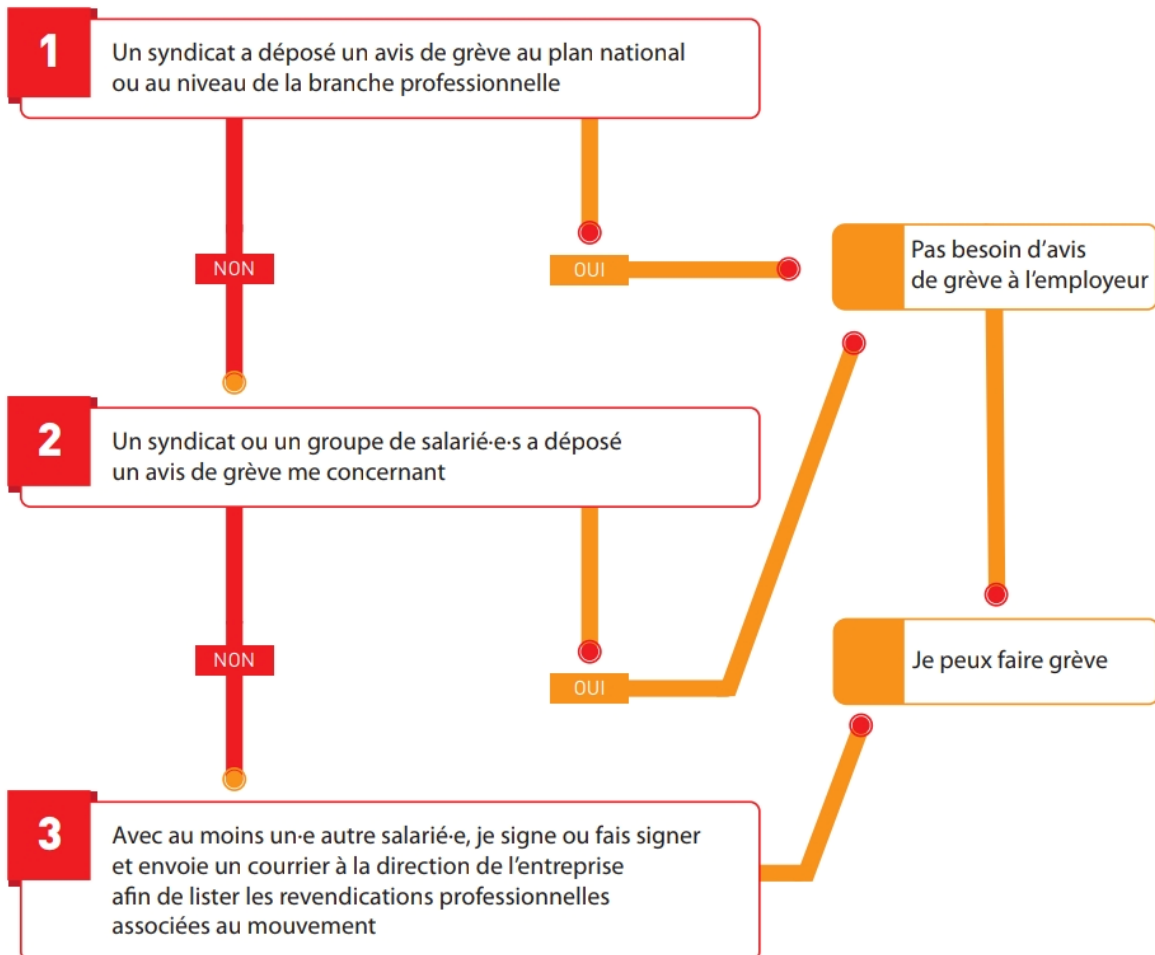 1
Un syndicat a déposé un avis de grève au plan national
ou au niveau de la branche professionnelle
NON
OUI
Pas besoin d'avis
de grève à l'employeur
2
Un syndicat ou un groupe de salarié·e·s a déposé
un avis de grève me concernant
NON
OUI
Je peux faire grève
3
Avec au moins un·e autre salarié·e, je signe ou fais signer
et envoie un courrier à la direction de l'entreprise
afin de lister les revendications professionnelles
associées au mouvement